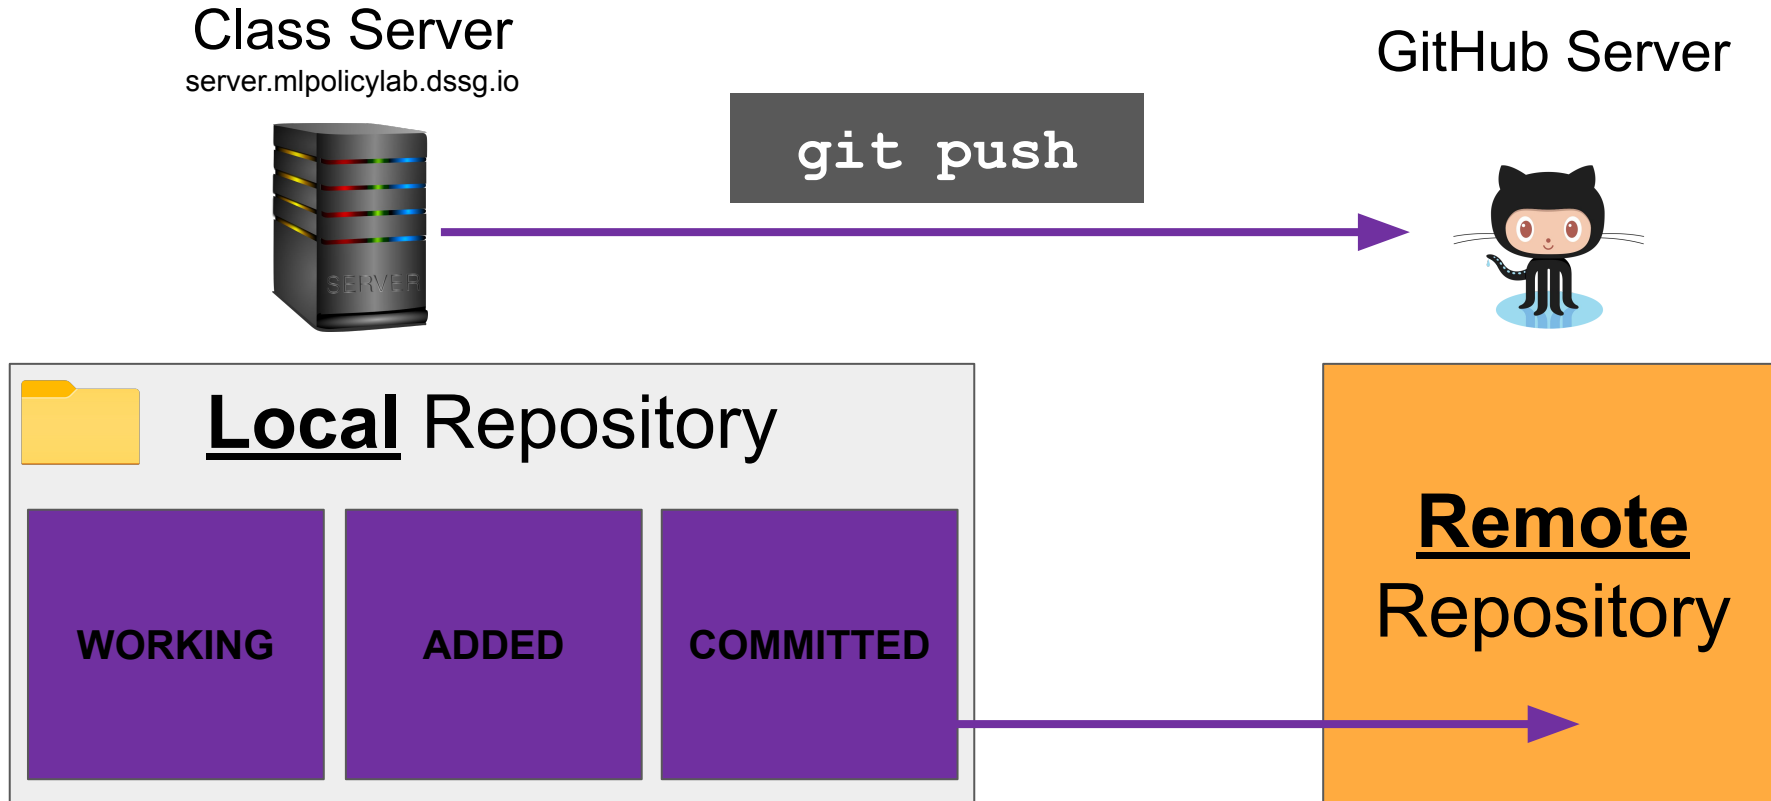 Class Server
server.mlpolicylab.dssg.io
GitHub Server
git push
SERVER
Local Repository
WORKING
ADDED
COMMITTED
Remote
Repository